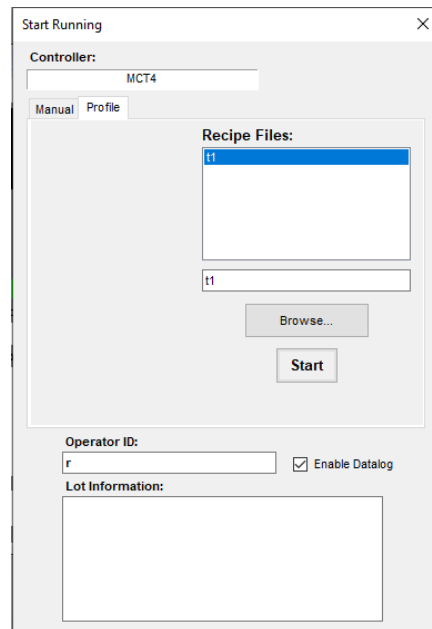 Start Running
Controller:
MCT4
Manual Profile
Recipe Files:
t1
t1
Browse...
Start
Operator ID:
r
Enable Datalog
Lot Information: